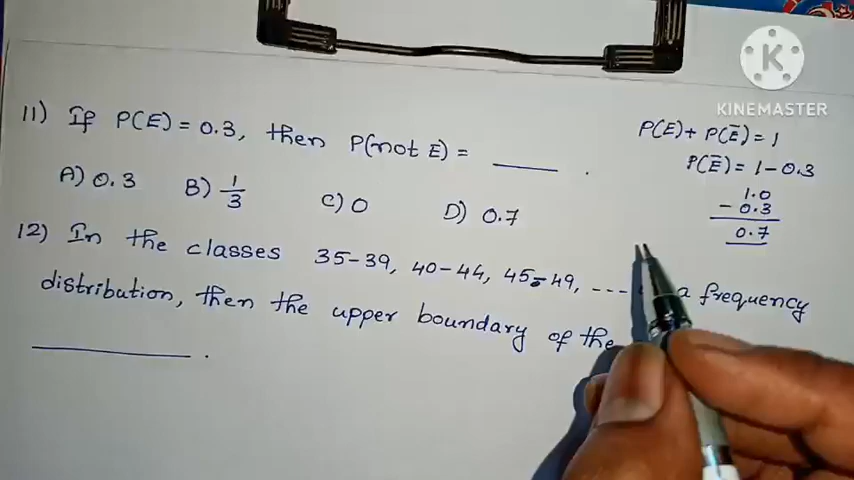 K
KINEMASTER
11) If P(E) = 0.3, then P(not E) = ______ .
A) 0.3 B) 1/3 C) 0 D) 0.7
P(E) + P(E̅) = 1
P(E̅) = 1 - 0.3
1.0
- 0.3
0.7
12) In the classes 35-39, 40-44, 45-49, ---- a frequency
distribution, then the upper boundary of the
________ .